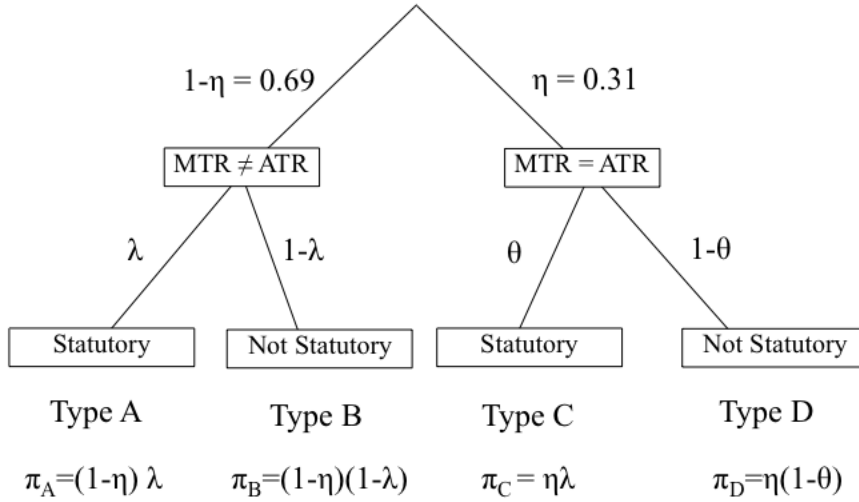 1-η = 0.69 η = 0.31
MTR ≠ ATR MTR = ATR
λ 1-λ θ 1-θ
Statutory Not Statutory Statutory Not Statutory
Type A Type B Type C Type D
π_A=(1-η) λ π_B=(1-η)(1-λ) π_C = ηλ π_D=η(1-θ)